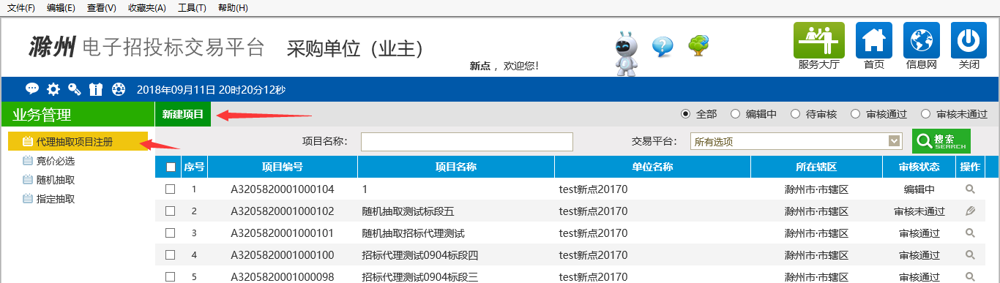 文件(F) 编辑(E) 查看(V) 收藏夹(A) 工具(T) 帮助(H)
滁州 电子招投标交易平台 采购单位（业主）
新点 ，欢迎您！
服务大厅 首页 信息网 关闭
2018年09月11日 20时20分12秒
业务管理
新建项目 全部 编辑中 待审核 审核通过 审核未通过
代理抽取项目注册
竞价必选
随机抽取
指定抽取
项目名称： 交易平台： 所有选项 搜索 SEARCH
序号 项目编号 项目名称 单位名称 所在辖区 审核状态 操作
1 A3205820001000104 1 test新点20170 滁州市·市辖区 编辑中
2 A3205820001000102 随机抽取测试标段五 test新点20170 滁州市·市辖区 审核未通过
3 A3205820001000101 随机抽取招标代理测试 test新点20170 滁州市·市辖区 审核通过
4 A3205820001000100 招标代理测试0904标段四 test新点20170 滁州市·市辖区 审核通过
5 A3205820001000098 招标代理测试0904标段三 test新点20170 滁州市·市辖区 审核通过